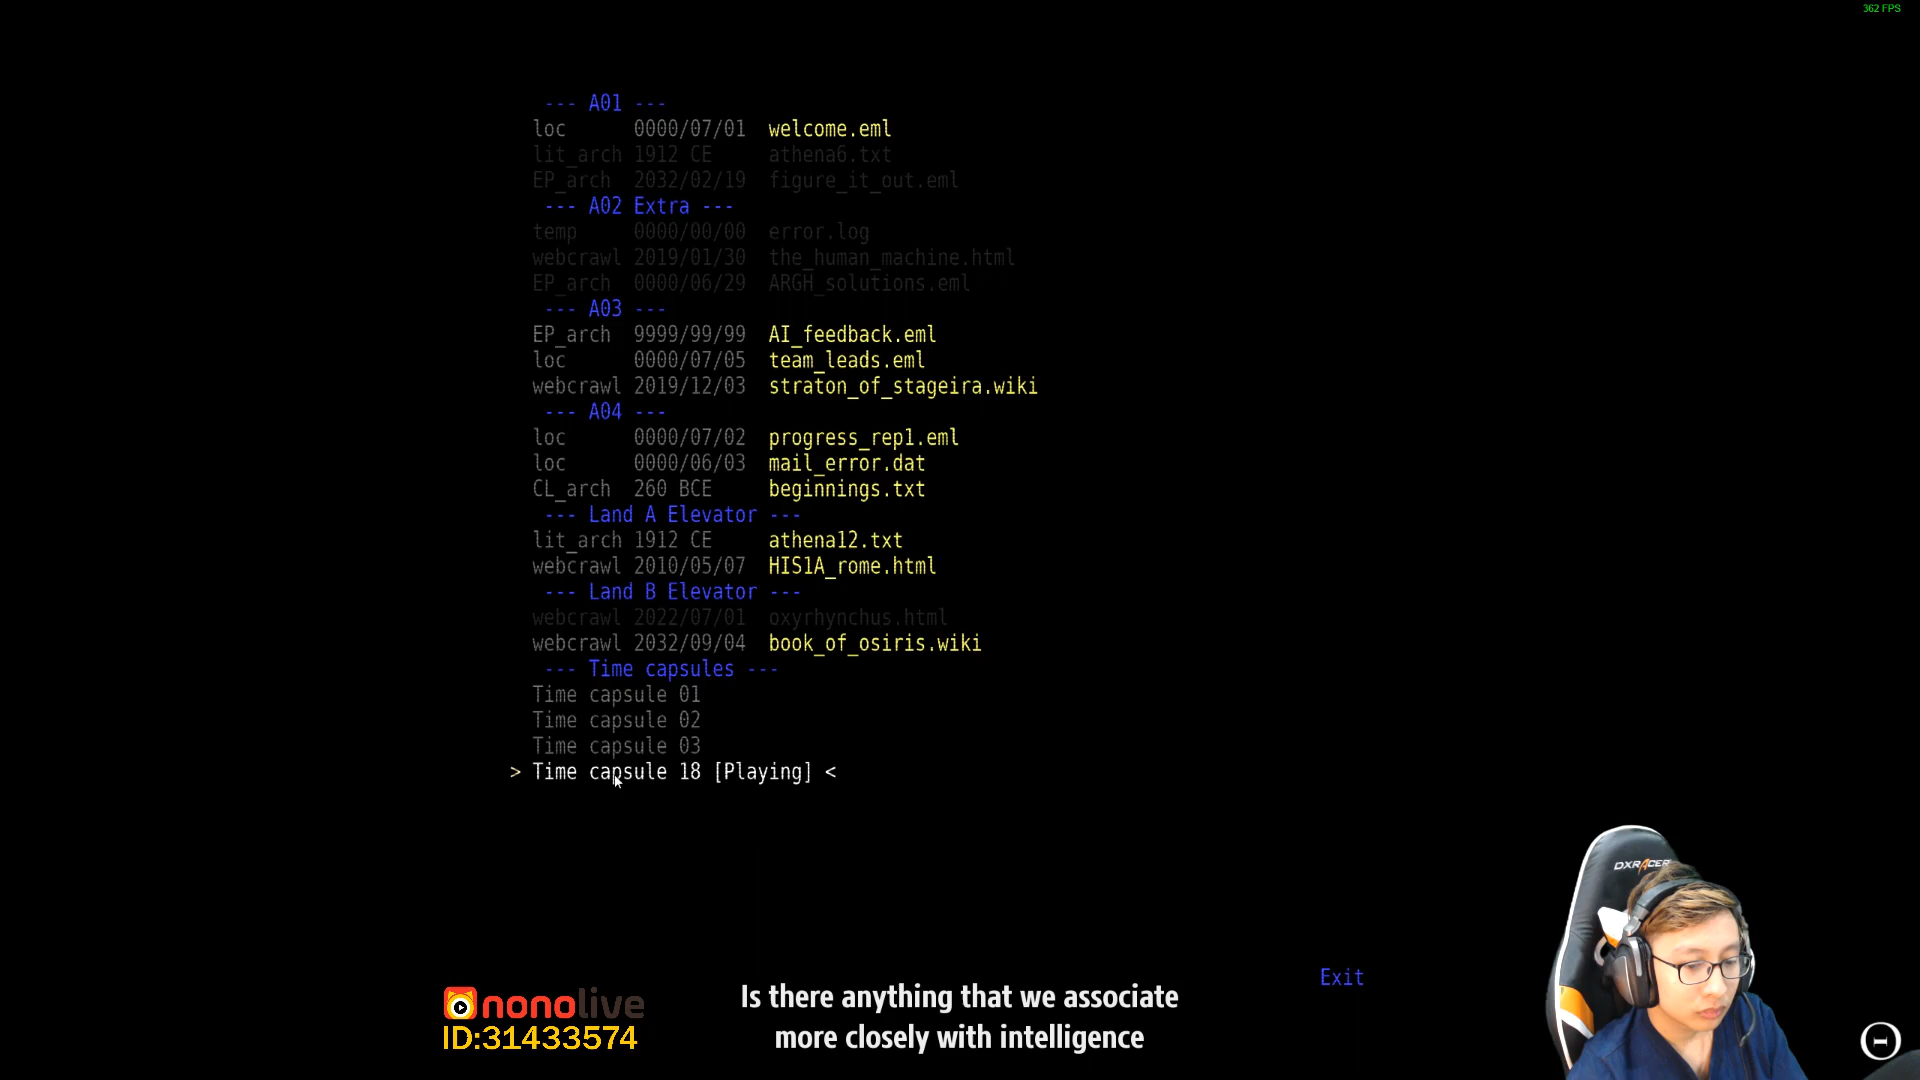 362 FPS
--- A01 ---
loc 0000/07/01 welcome.eml
lit_arch 1912 CE athena6.txt
EP_arch 2032/02/19 figure_it_out.eml
--- A02 Extra ---
temp 0000/00/00 error.log
webcrawl 2019/01/30 the_human_machine.html
EP_arch 0000/06/29 ARGH_solutions.eml
--- A03 ---
EP_arch 9999/99/99 AI_feedback.eml
loc 0000/07/05 team_leads.eml
webcrawl 2019/12/03 straton_of_stageira.wiki
--- A04 ---
loc 0000/07/02 progress_rep1.eml
loc 0000/06/03 mail_error.dat
CL_arch 260 BCE beginnings.txt
--- Land A Elevator ---
lit_arch 1912 CE athena12.txt
webcrawl 2010/05/07 HIS1A_rome.html
--- Land B Elevator ---
webcrawl 2022/07/01 oxyrhynchus.html
webcrawl 2032/09/04 book_of_osiris.wiki
--- Time capsules ---
Time capsule 01
Time capsule 02
Time capsule 03
> Time capsule 18 [Playing] <
DXRACER
Exit
nonolive
ID:31433574
Is there anything that we associate
more closely with intelligence